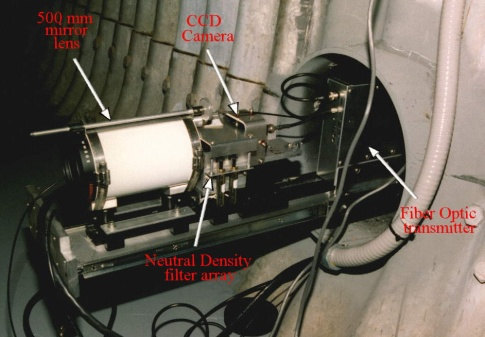 500 mm
mirror
lens
CCD
Camera
Fiber Optic
transmitter
Neutral Density
filter array